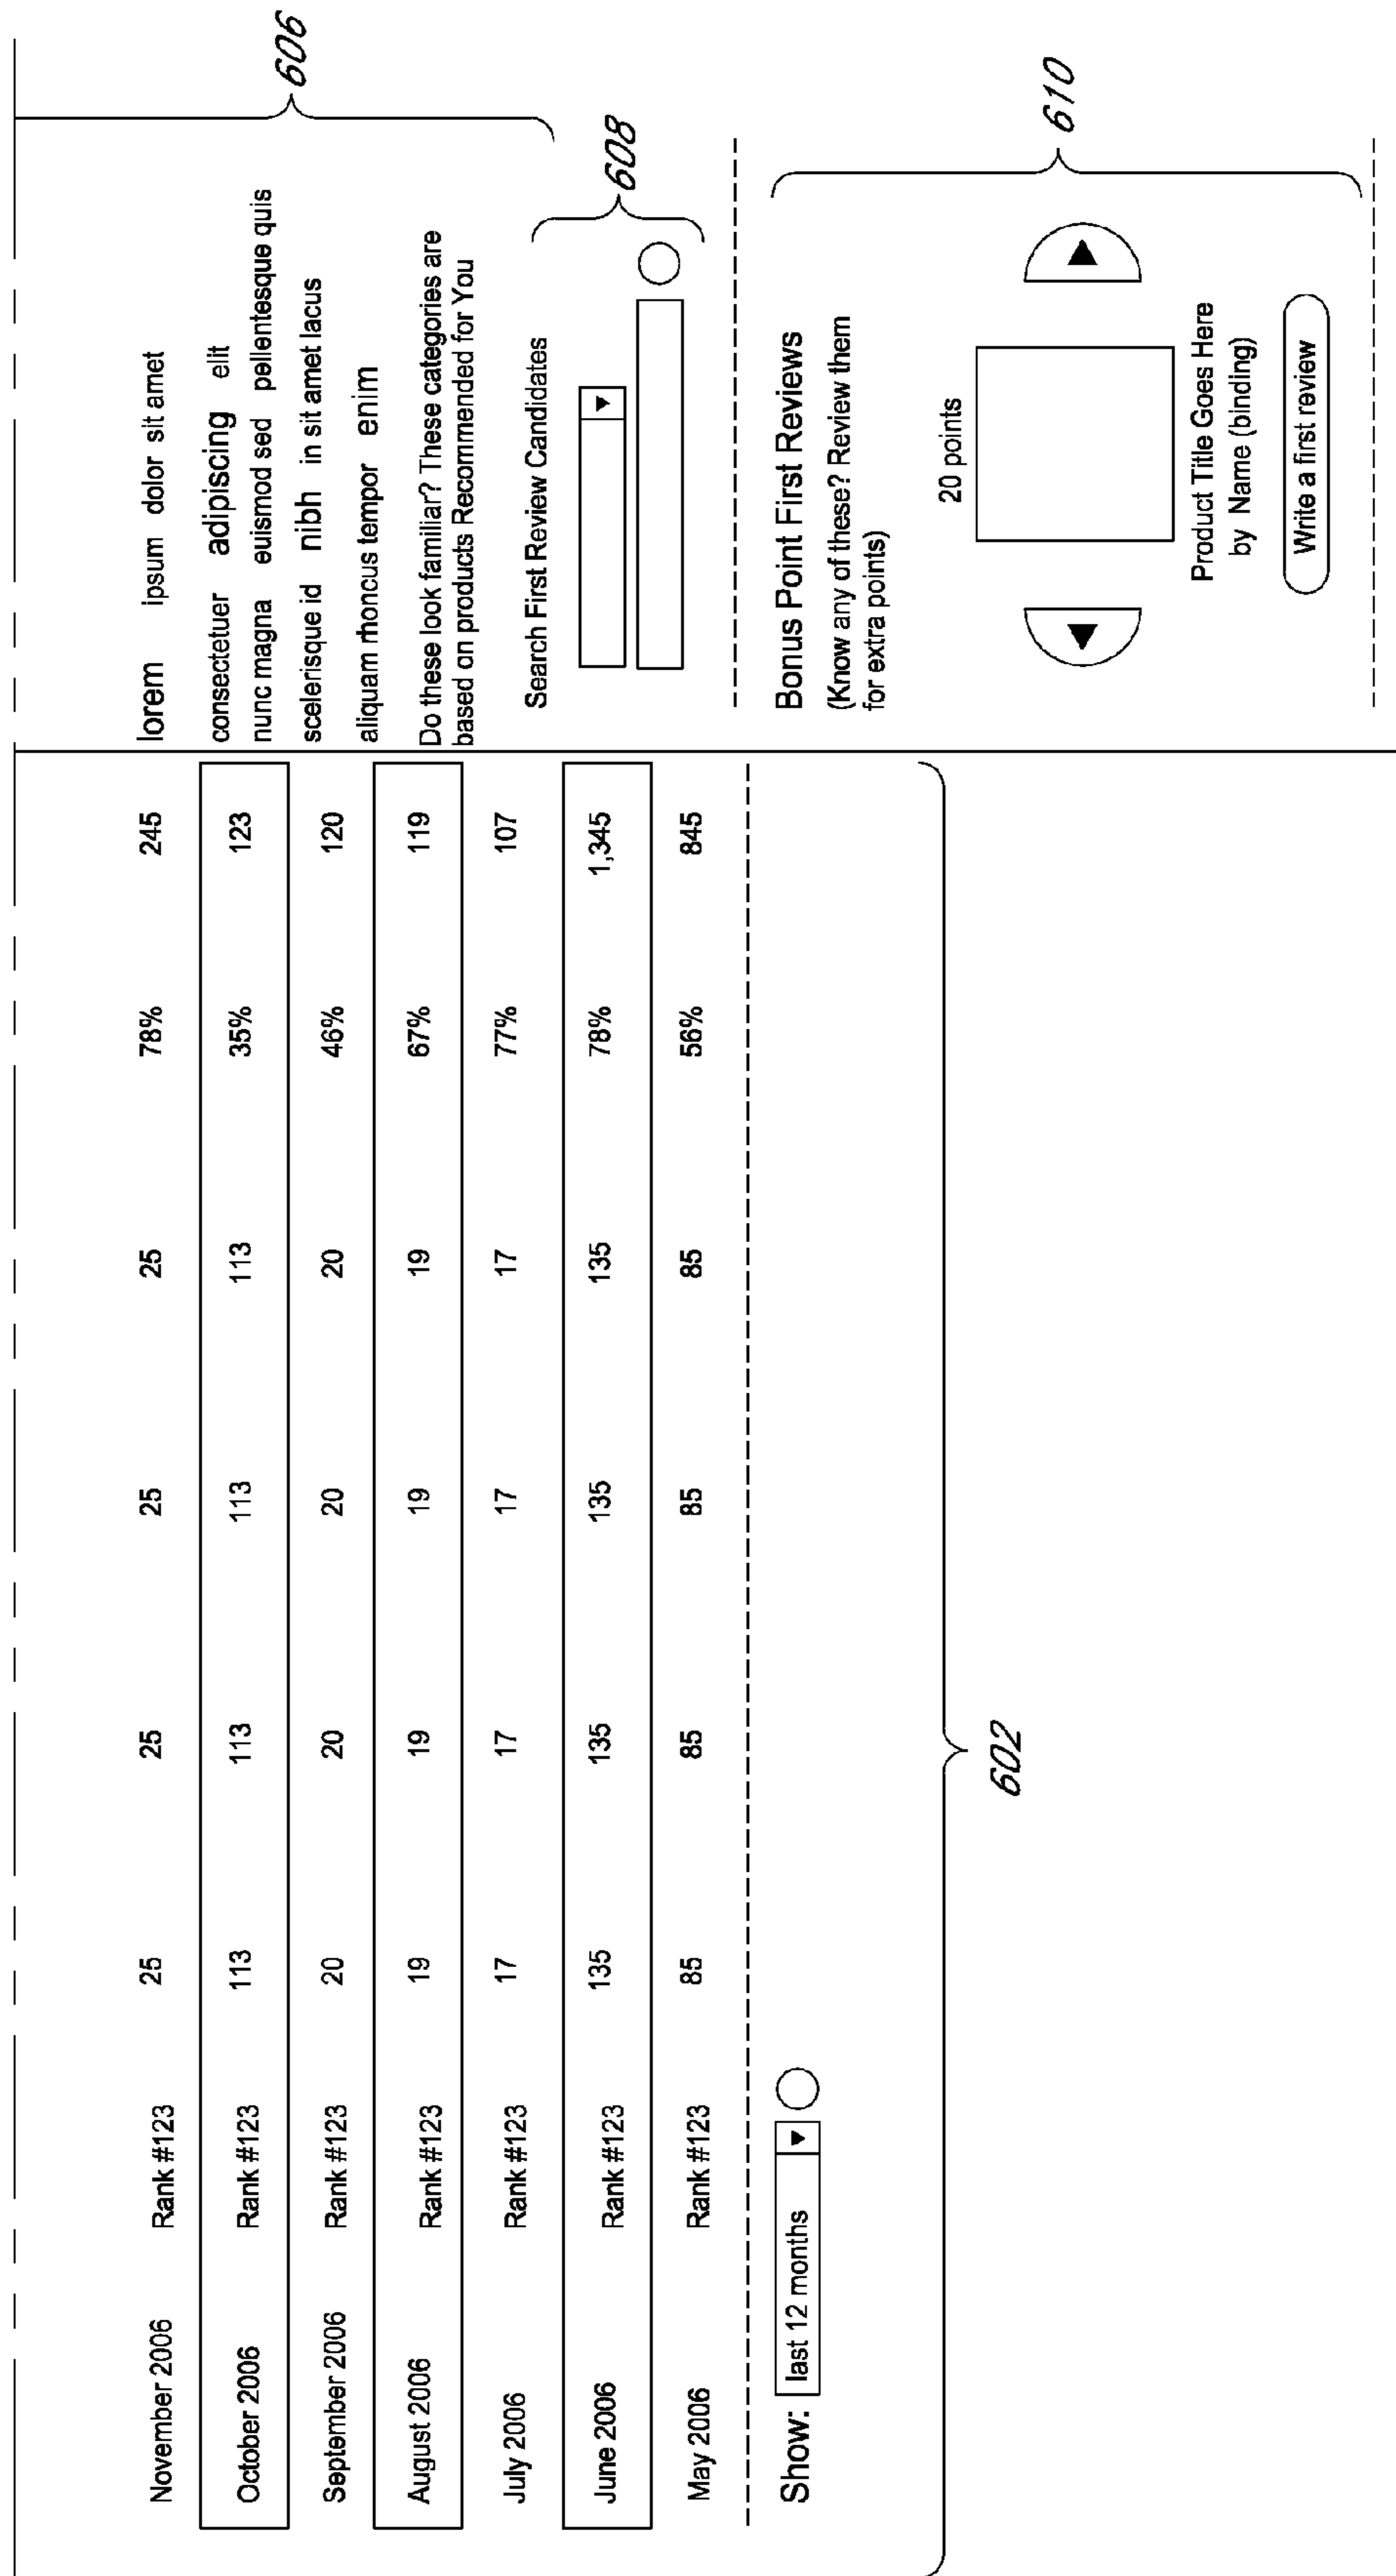 November 2006 Rank #123 25 25 25 25 78% 245
October 2006 Rank #123 113 113 113 113 35% 123
September 2006 Rank #123 20 20 20 20 46% 120
August 2006 Rank #123 19 19 19 19 67% 119
July 2006 Rank #123 17 17 17 17 77% 107
June 2006 Rank #123 135 135 135 135 78% 1,345
May 2006 Rank #123 85 85 85 85 56% 845
Show: last 12 months
602
lorem ipsum dolor sit amet
consectetuer adipiscing elit
nunc magna euismod sed pellentesque quis
scelerisque id nibh in sit amet lacus
aliquam rhoncus tempor enim
Do these look familiar? These categories are
based on products Recommended for You
606
Search First Review Candidates
608
Bonus Point First Reviews
(Know any of these? Review them
for extra points)
20 points
Product Title Goes Here
by Name (binding)
Write a first review
610